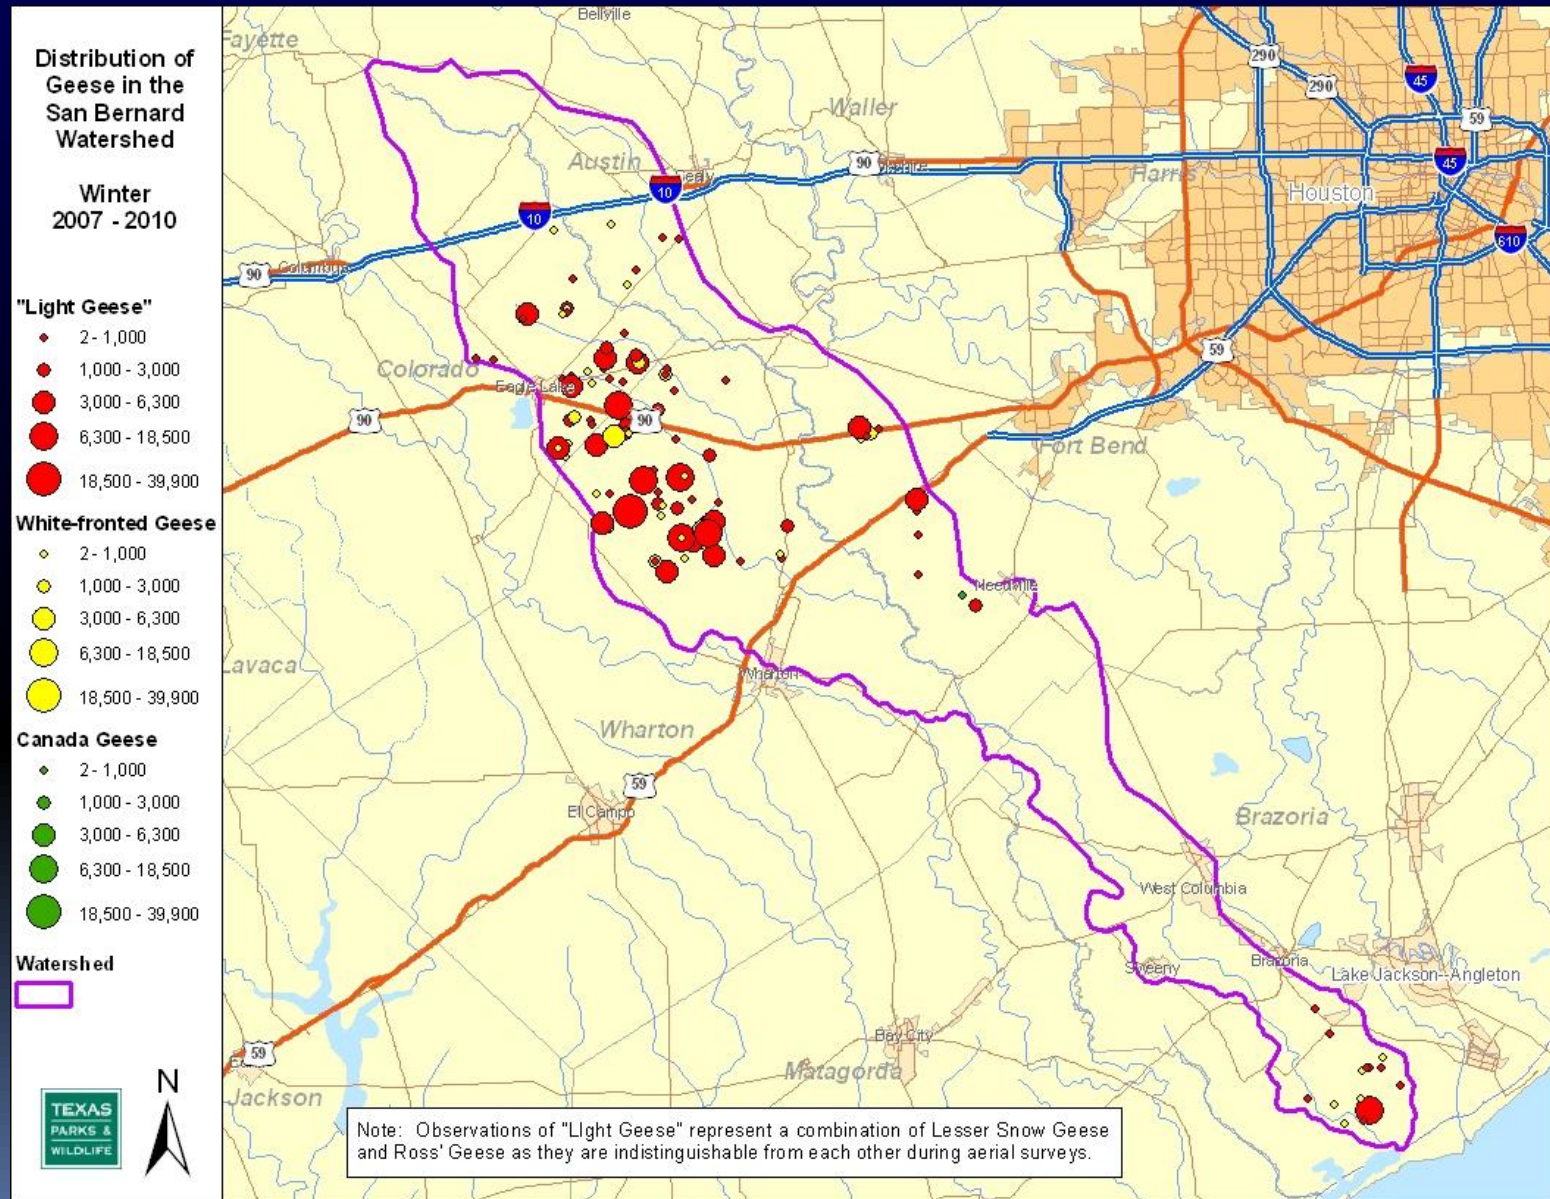 Distribution of
Geese in the
San Bernard
Watershed
Winter
2007 - 2010
"Light Geese"
2 - 1,000
1,000 - 3,000
3,000 - 6,300
6,300 - 18,500
18,500 - 39,900
White-fronted Geese
2 - 1,000
1,000 - 3,000
3,000 - 6,300
6,300 - 18,500
18,500 - 39,900
Canada Geese
2 - 1,000
1,000 - 3,000
3,000 - 6,300
6,300 - 18,500
18,500 - 39,900
Watershed
N
TEXAS
PARKS &
WILDLIFE
Bellville
Fayette
290
290
45
Waller
59
Austin
90
45
Harris
10
Houston
10
610
90
59
Colorado
Eagle Lake
90
90
Fort Bend
Needville
Lavaca
Wharton
Wharton
59
El Campo
Brazoria
West Columbia
Sweeny
Brazoria
Lake Jackson--Angleton
Bay City
59
Matagorda
Jackson
Note: Observations of "LIght Geese" represent a combination of Lesser Snow Geese
and Ross' Geese as they are indistinguishable from each other during aerial surveys.